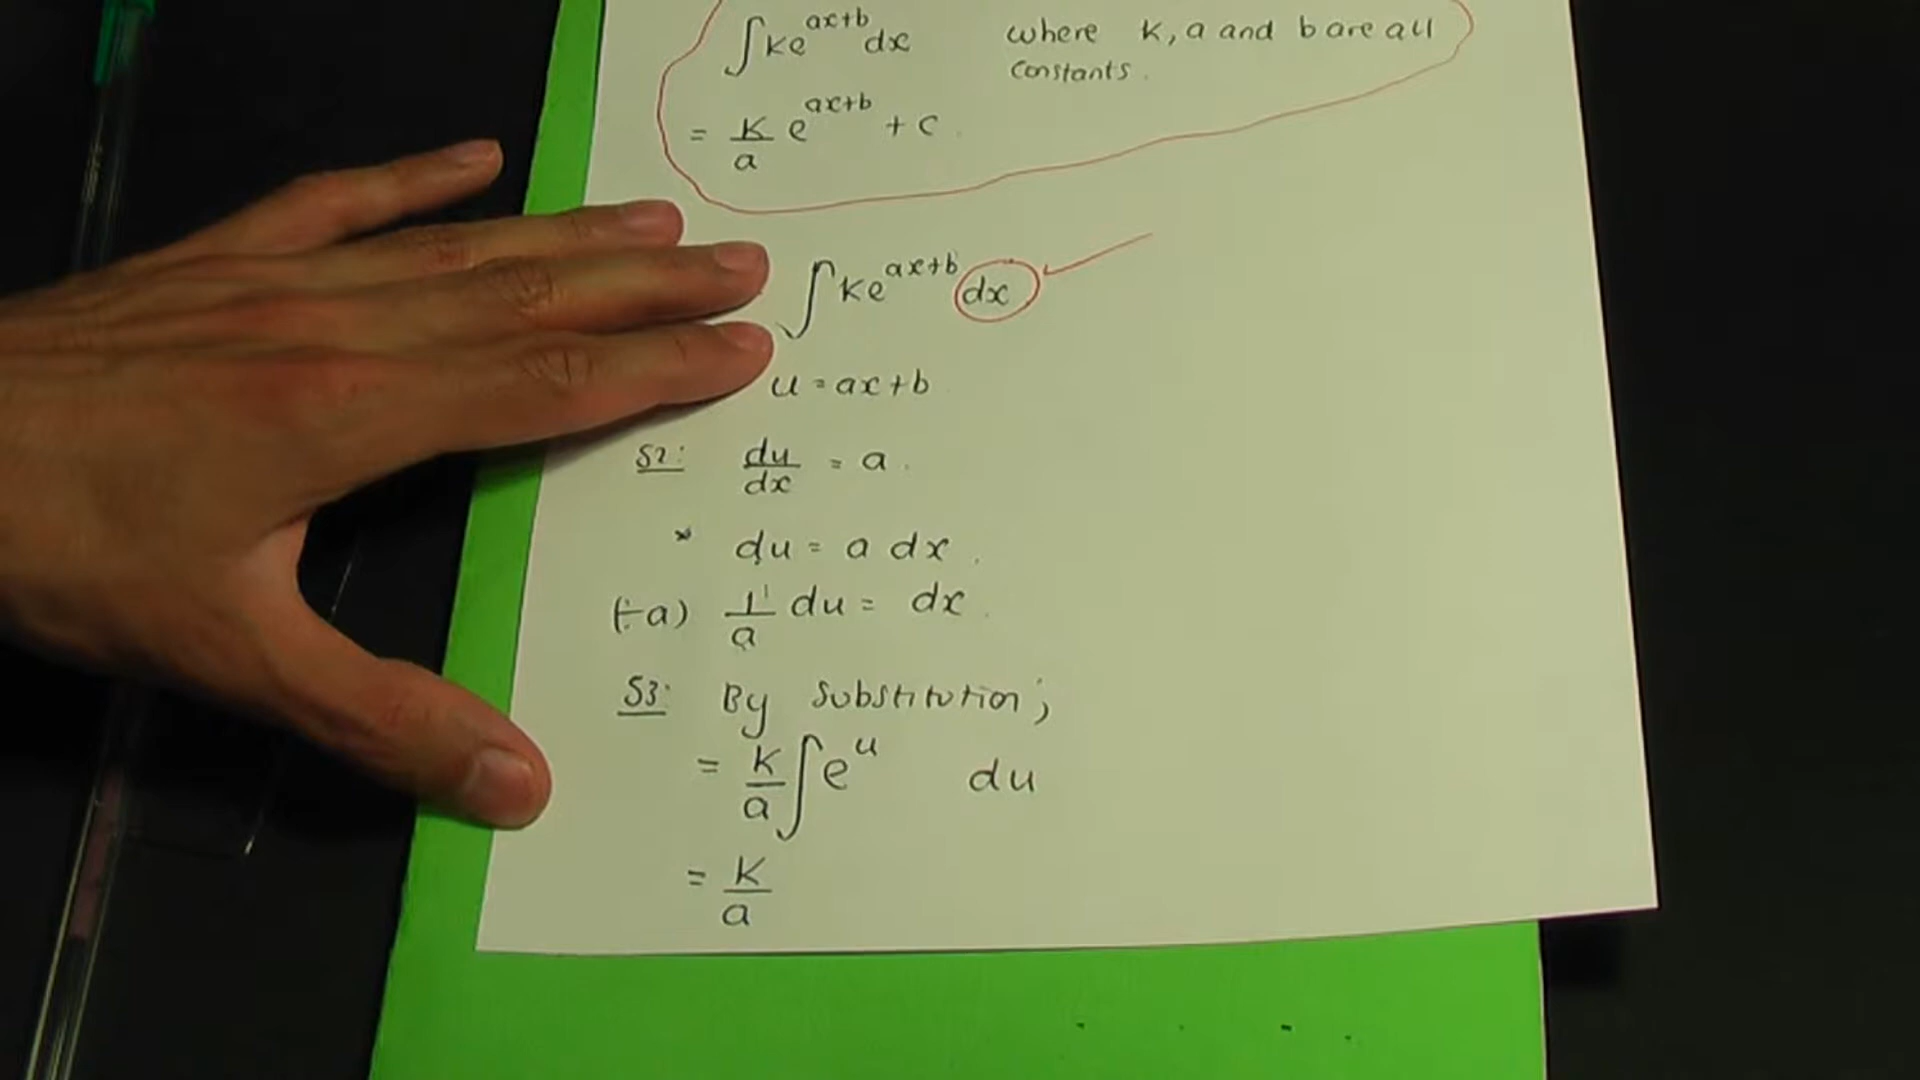 ∫ke^{ax+b}dx where k, a and b are all
constants.
= k/a e^{ax+b} + c.
∫ke^{ax+b}dx
u = ax+b
S2: du/dx = a.
* du = a dx.
(÷a) 1/a du = dx.
S3: By substitution;
= k/a ∫e^u du
= k/a